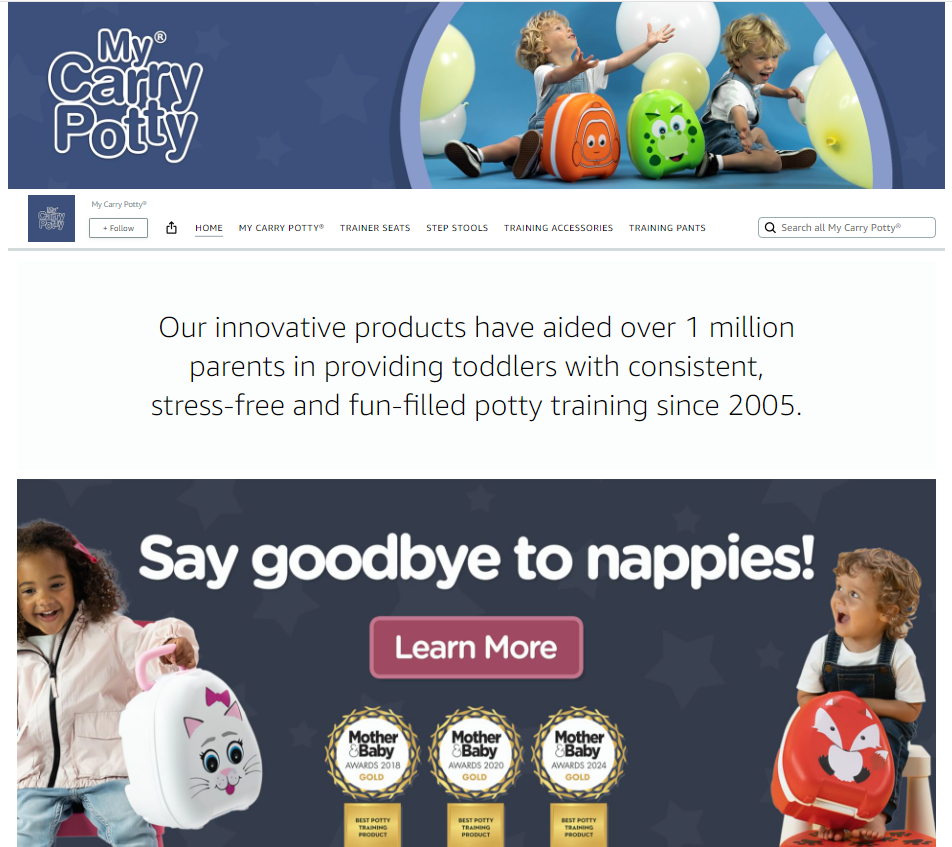 My®
Carry
Potty
My Carry Potty
My Carry Potty®
+ Follow
HOME
MY CARRY POTTY®
TRAINER SEATS
STEP STOOLS
TRAINING ACCESSORIES
TRAINING PANTS
Search all My Carry Potty®
Our innovative products have aided over 1 million
parents in providing toddlers with consistent,
stress-free and fun-filled potty training since 2005.
Say goodbye to nappies!
Learn More
Mother
&Baby
AWARDS 2018
GOLD
BEST POTTY
TRAINING
PRODUCT
Mother
&Baby
AWARDS 2020
GOLD
BEST POTTY
TRAINING
PRODUCT
Mother
&Baby
AWARDS 2024
GOLD
BEST POTTY
TRAINING
PRODUCT